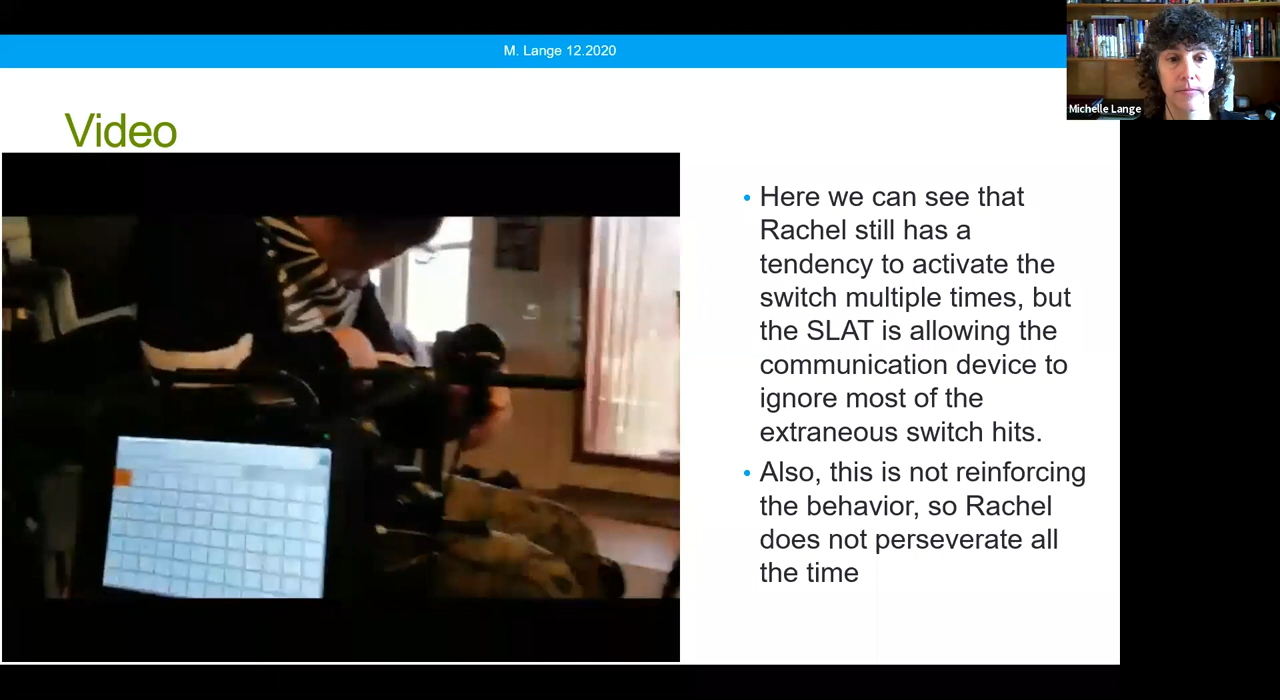 M. Lange 12.2020
Michelle Lange
Video
• Here we can see that
Rachel still has a
tendency to activate the
switch multiple times, but
the SLAT is allowing the
communication device to
ignore most of the
extraneous switch hits.
• Also, this is not reinforcing
the behavior, so Rachel
does not perseverate all
the time